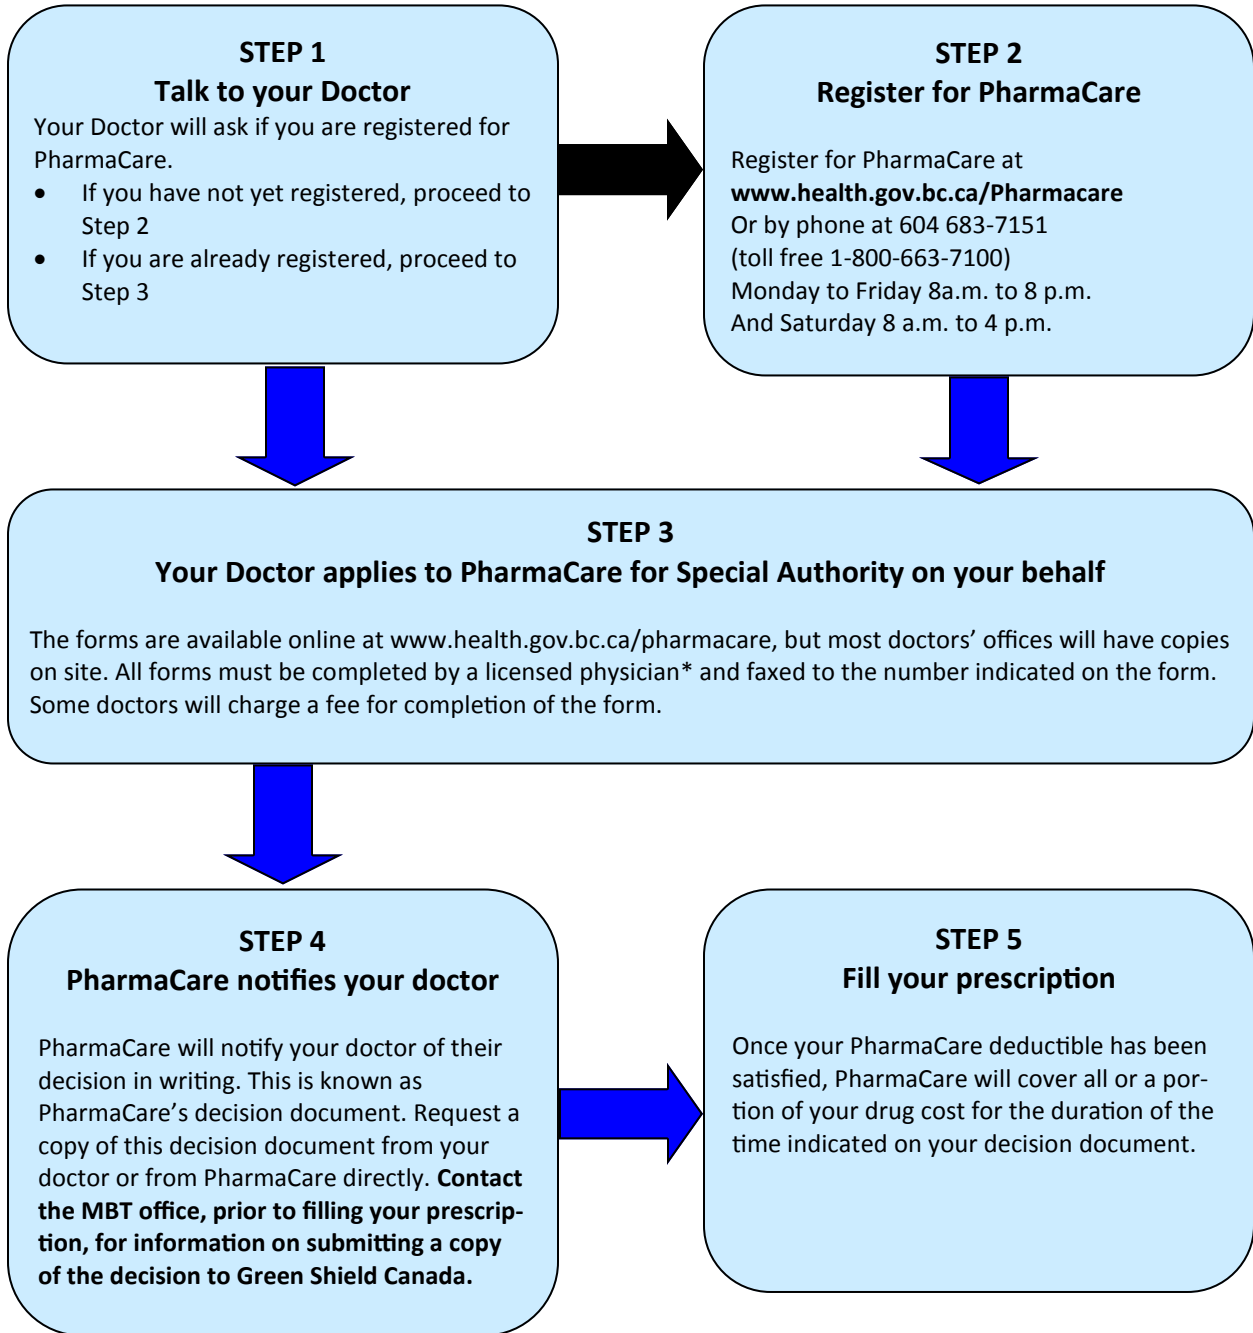 STEP 1
Talk to your Doctor
Your Doctor will ask if you are registered for
PharmaCare.
• If you have not yet registered, proceed to
Step 2
• If you are already registered, proceed to
Step 3
STEP 2
Register for PharmaCare
Register for PharmaCare at
www.health.gov.bc.ca/Pharmacare
Or by phone at 604 683-7151
(toll free 1-800-663-7100)
Monday to Friday 8a.m. to 8 p.m.
And Saturday 8 a.m. to 4 p.m.
STEP 3
Your Doctor applies to PharmaCare for Special Authority on your behalf
The forms are available online at www.health.gov.bc.ca/pharmacare, but most doctors’ offices will have copies
on site. All forms must be completed by a licensed physician* and faxed to the number indicated on the form.
Some doctors will charge a fee for completion of the form.
STEP 4
PharmaCare notifies your doctor
PharmaCare will notify your doctor of their
decision in writing. This is known as
PharmaCare’s decision document. Request a
copy of this decision document from your
doctor or from PharmaCare directly. Contact
the MBT office, prior to filling your prescrip-
tion, for information on submitting a copy
of the decision to Green Shield Canada.
STEP 5
Fill your prescription
Once your PharmaCare deductible has been
satisfied, PharmaCare will cover all or a por-
tion of your drug cost for the duration of the
time indicated on your decision document.